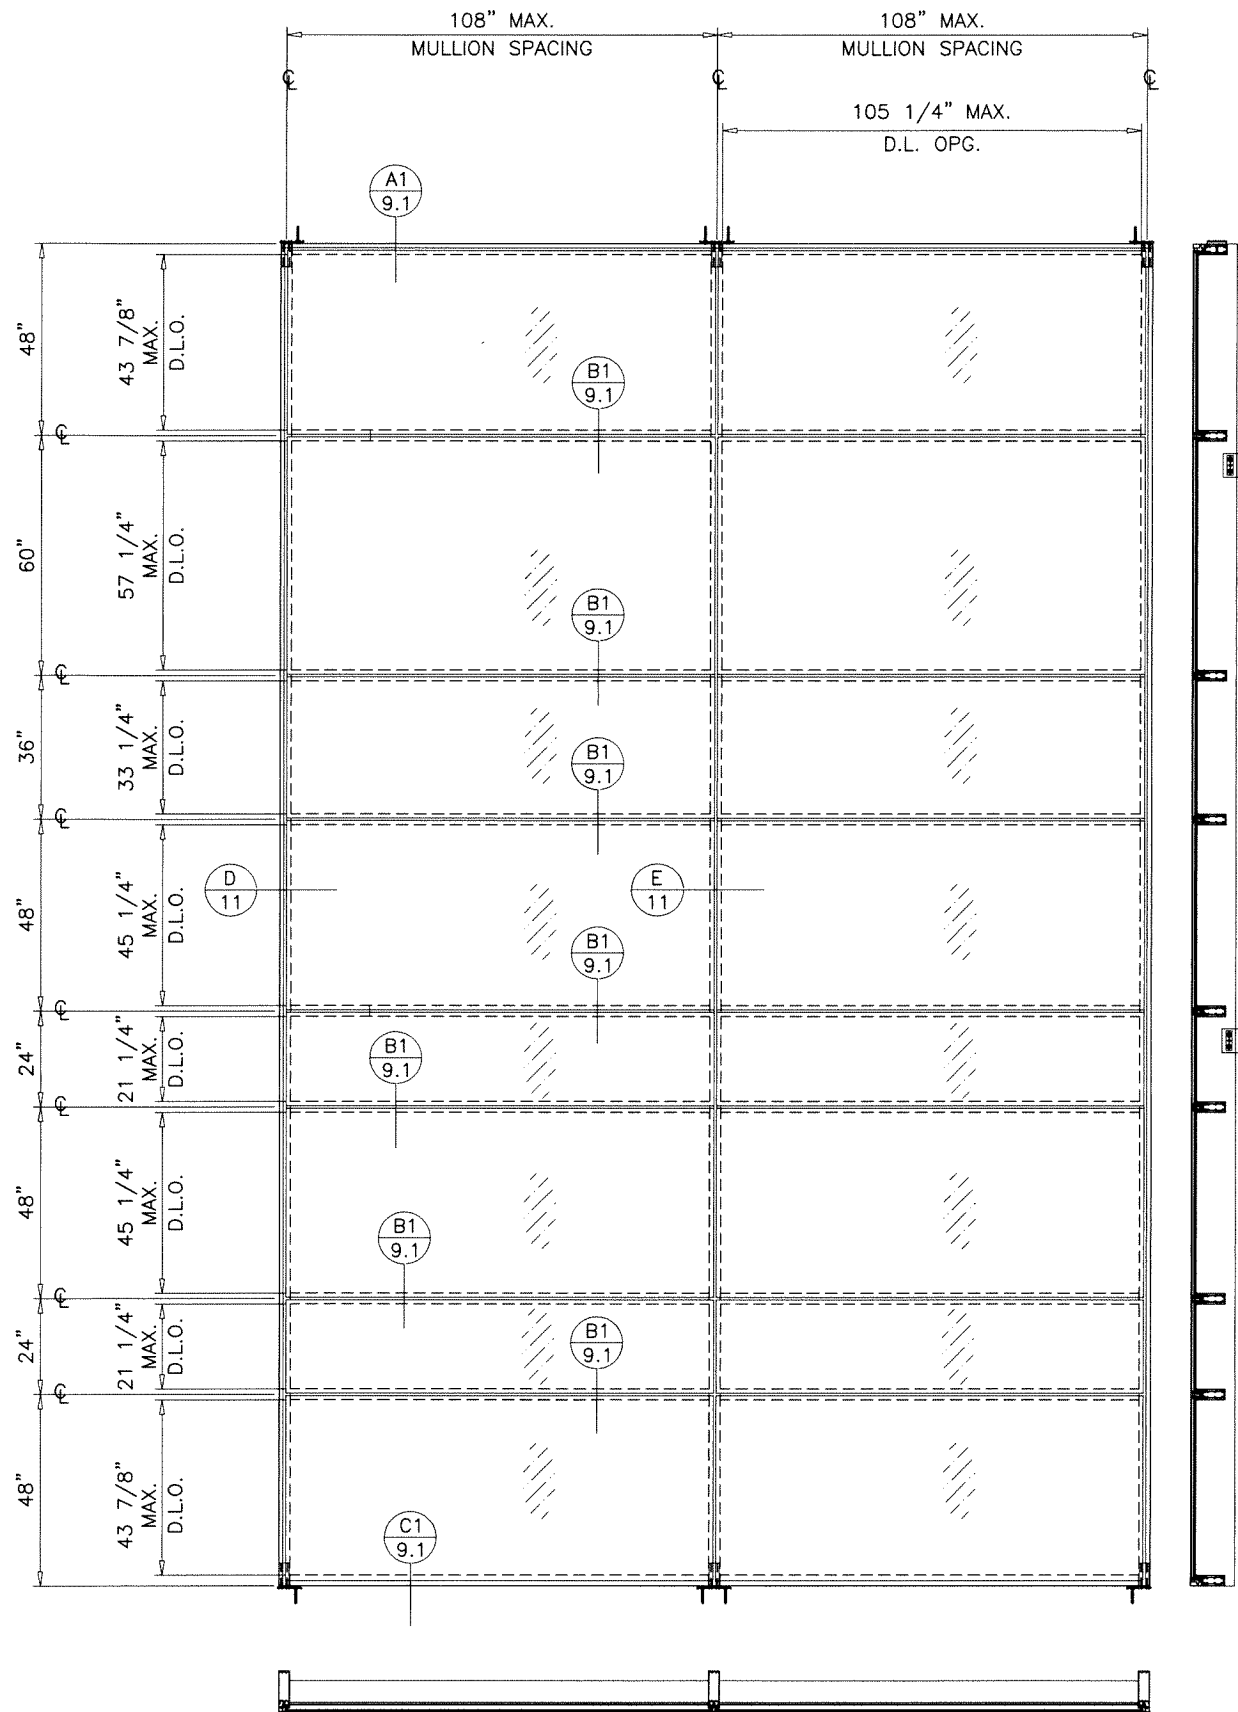 108” MAX.
MULLION SPACING
108” MAX.
MULLION SPACING
℄
℄
℄
105 1/4” MAX.
D.L. OPG.
A1
9.1
48”
43 7/8”
MAX.
D.L.O.
B1
9.1
℄
60”
57 1/4”
MAX.
D.L.O.
B1
9.1
℄
36”
33 1/4”
MAX.
D.L.O.
B1
9.1
℄
48”
45 1/4”
MAX.
D.L.O.
D
11
E
11
B1
9.1
℄
24”
21 1/4”
MAX.
D.L.O.
B1
9.1
℄
48”
45 1/4”
MAX.
D.L.O.
B1
9.1
℄
24”
21 1/4”
MAX.
D.L.O.
B1
9.1
℄
48”
43 7/8”
MAX.
D.L.O.
C1
9.1